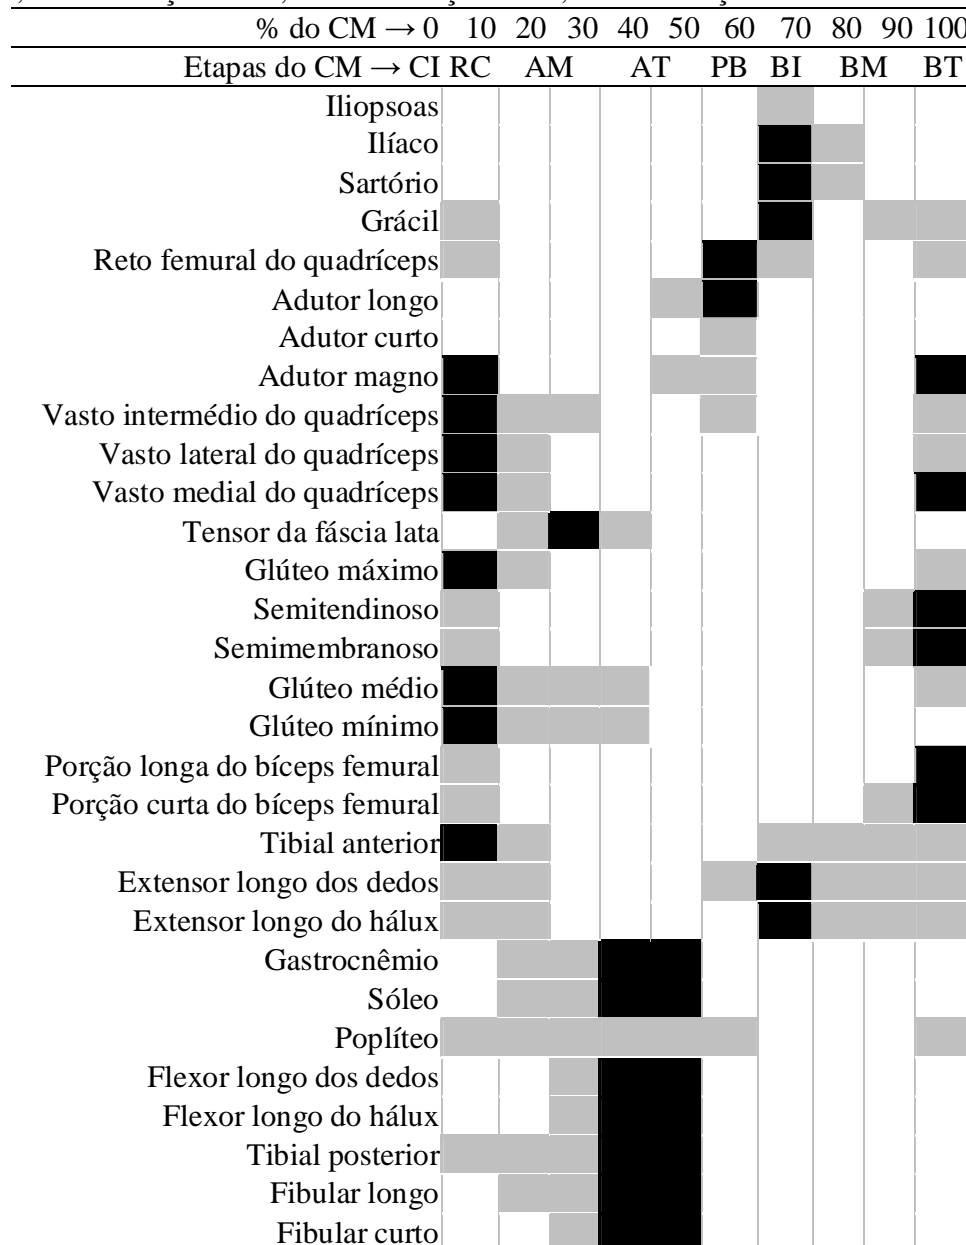 % do CM → 0 10 20 30 40 50 60 70 80 90 100
Etapas do CM → CI RC AM AT PB BI BM BT
Iliopsoas
Ilíaco
Sartório
Grácil
Reto femural do quadríceps
Adutor longo
Adutor curto
Adutor magno
Vasto intermédio do quadríceps
Vasto lateral do quadríceps
Vasto medial do quadríceps
Tensor da fáscia lata
Glúteo máximo
Semitendinoso
Semimembranoso
Glúteo médio
Glúteo mínimo
Porção longa do bíceps femural
Porção curta do bíceps femural
Tibial anterior
Extensor longo dos dedos
Extensor longo do hálux
Gastrocnêmio
Sóleo
Poplíteo
Flexor longo dos dedos
Flexor longo do hálux
Tibial posterior
Fibular longo
Fibular curto